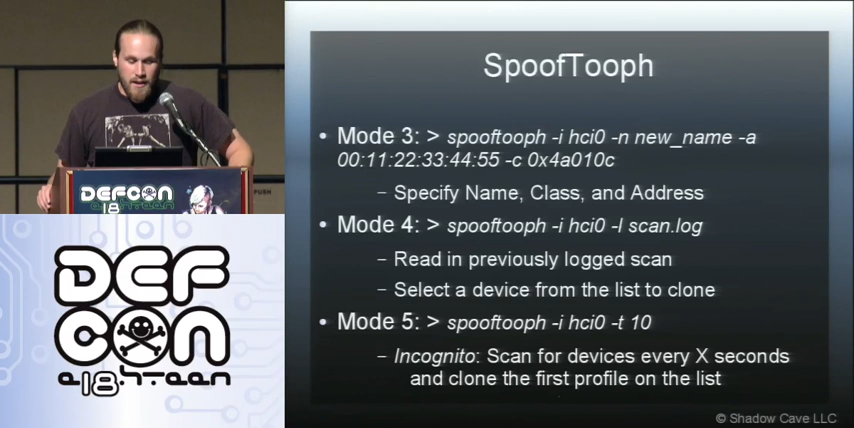 SpoofTooph
• Mode 3: > spooftooph -i hci0 -n new_name -a
00:11:22:33:44:55 -c 0x4a010c
– Specify Name, Class, and Address
• Mode 4: > spooftooph -i hci0 -l scan.log
– Read in previously logged scan
– Select a device from the list to clone
• Mode 5: > spooftooph -i hci0 -t 10
– Incognito: Scan for devices every X seconds
and clone the first profile on the list
© Shadow Cave LLC
DEFCON
18
PUSH
DEF
CON
e18hteen